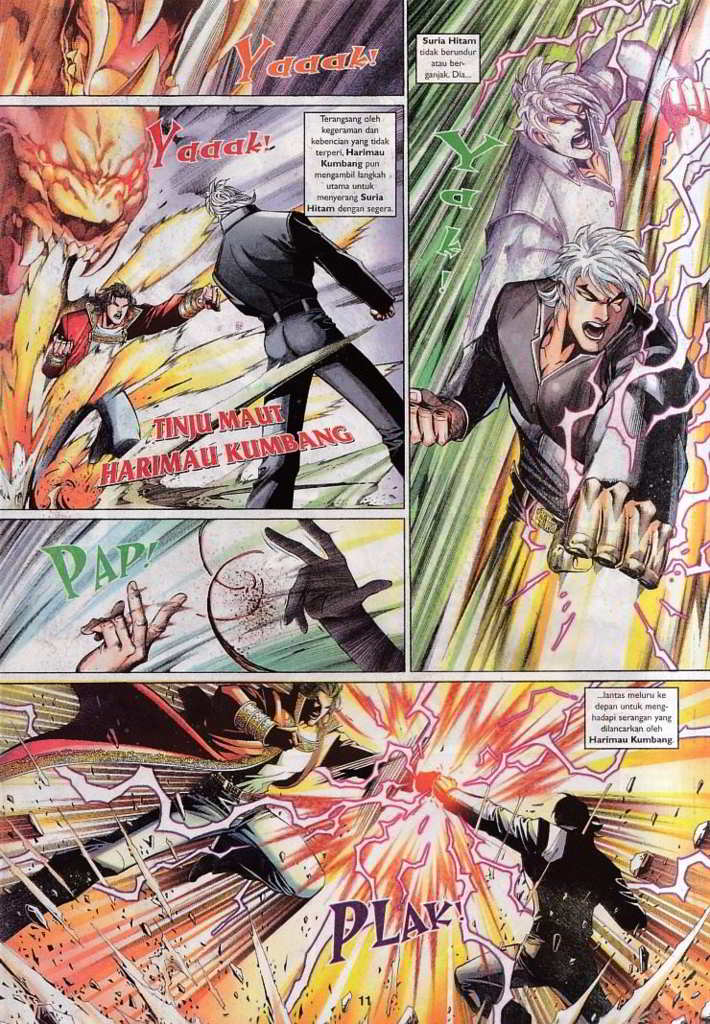 Yaaak!
Yaaak!
Terangsang oleh
kegeraman dan
kebencian yang tidak
terperi, Harimau
Kumbang pun
mengambil langkah
utama untuk
menyerang Suria
Hitam dengan segera.
TINJU MAUT
HARIMAU KUMBANG
PAP!
Suria Hitam
tidak berundur
atau ber-
ganjak. Dia...
Yak!
...lantas meluru ke
depan untuk meng-
hadapi serangan yang
dilancarkan oleh
Harimau Kumbang.
PLAK!
11